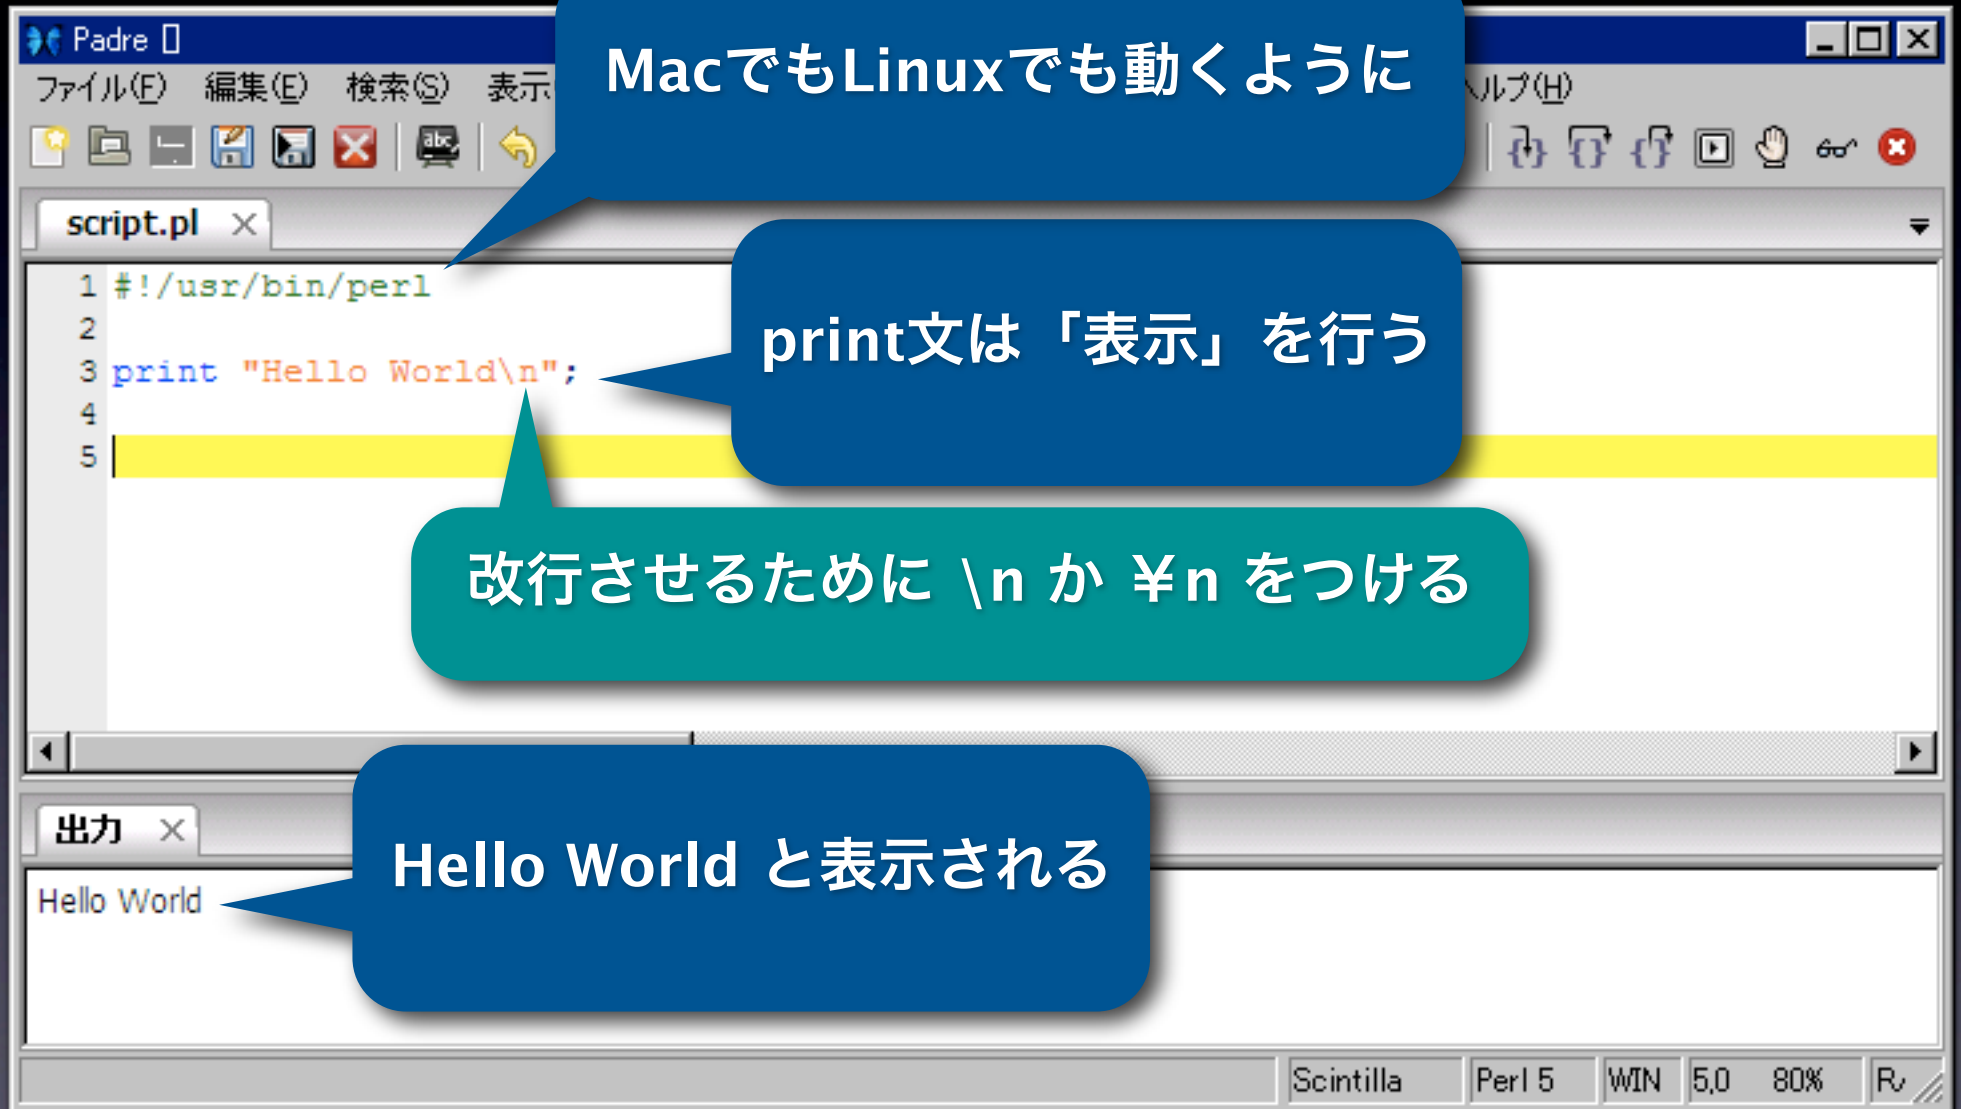 Padre
MacでもLinuxでも動くように
ファイル(F) 編集(E) 検索(S) 表示 ヘルプ(H)
script.pl
1 #!/usr/bin/perl
2
3 print "Hello World\n";
4
5
print文は「表示」を行う
改行させるために \n か ￥n をつける
出力
Hello World と表示される
Hello World
Scintilla Perl 5 WIN 5,0 80%